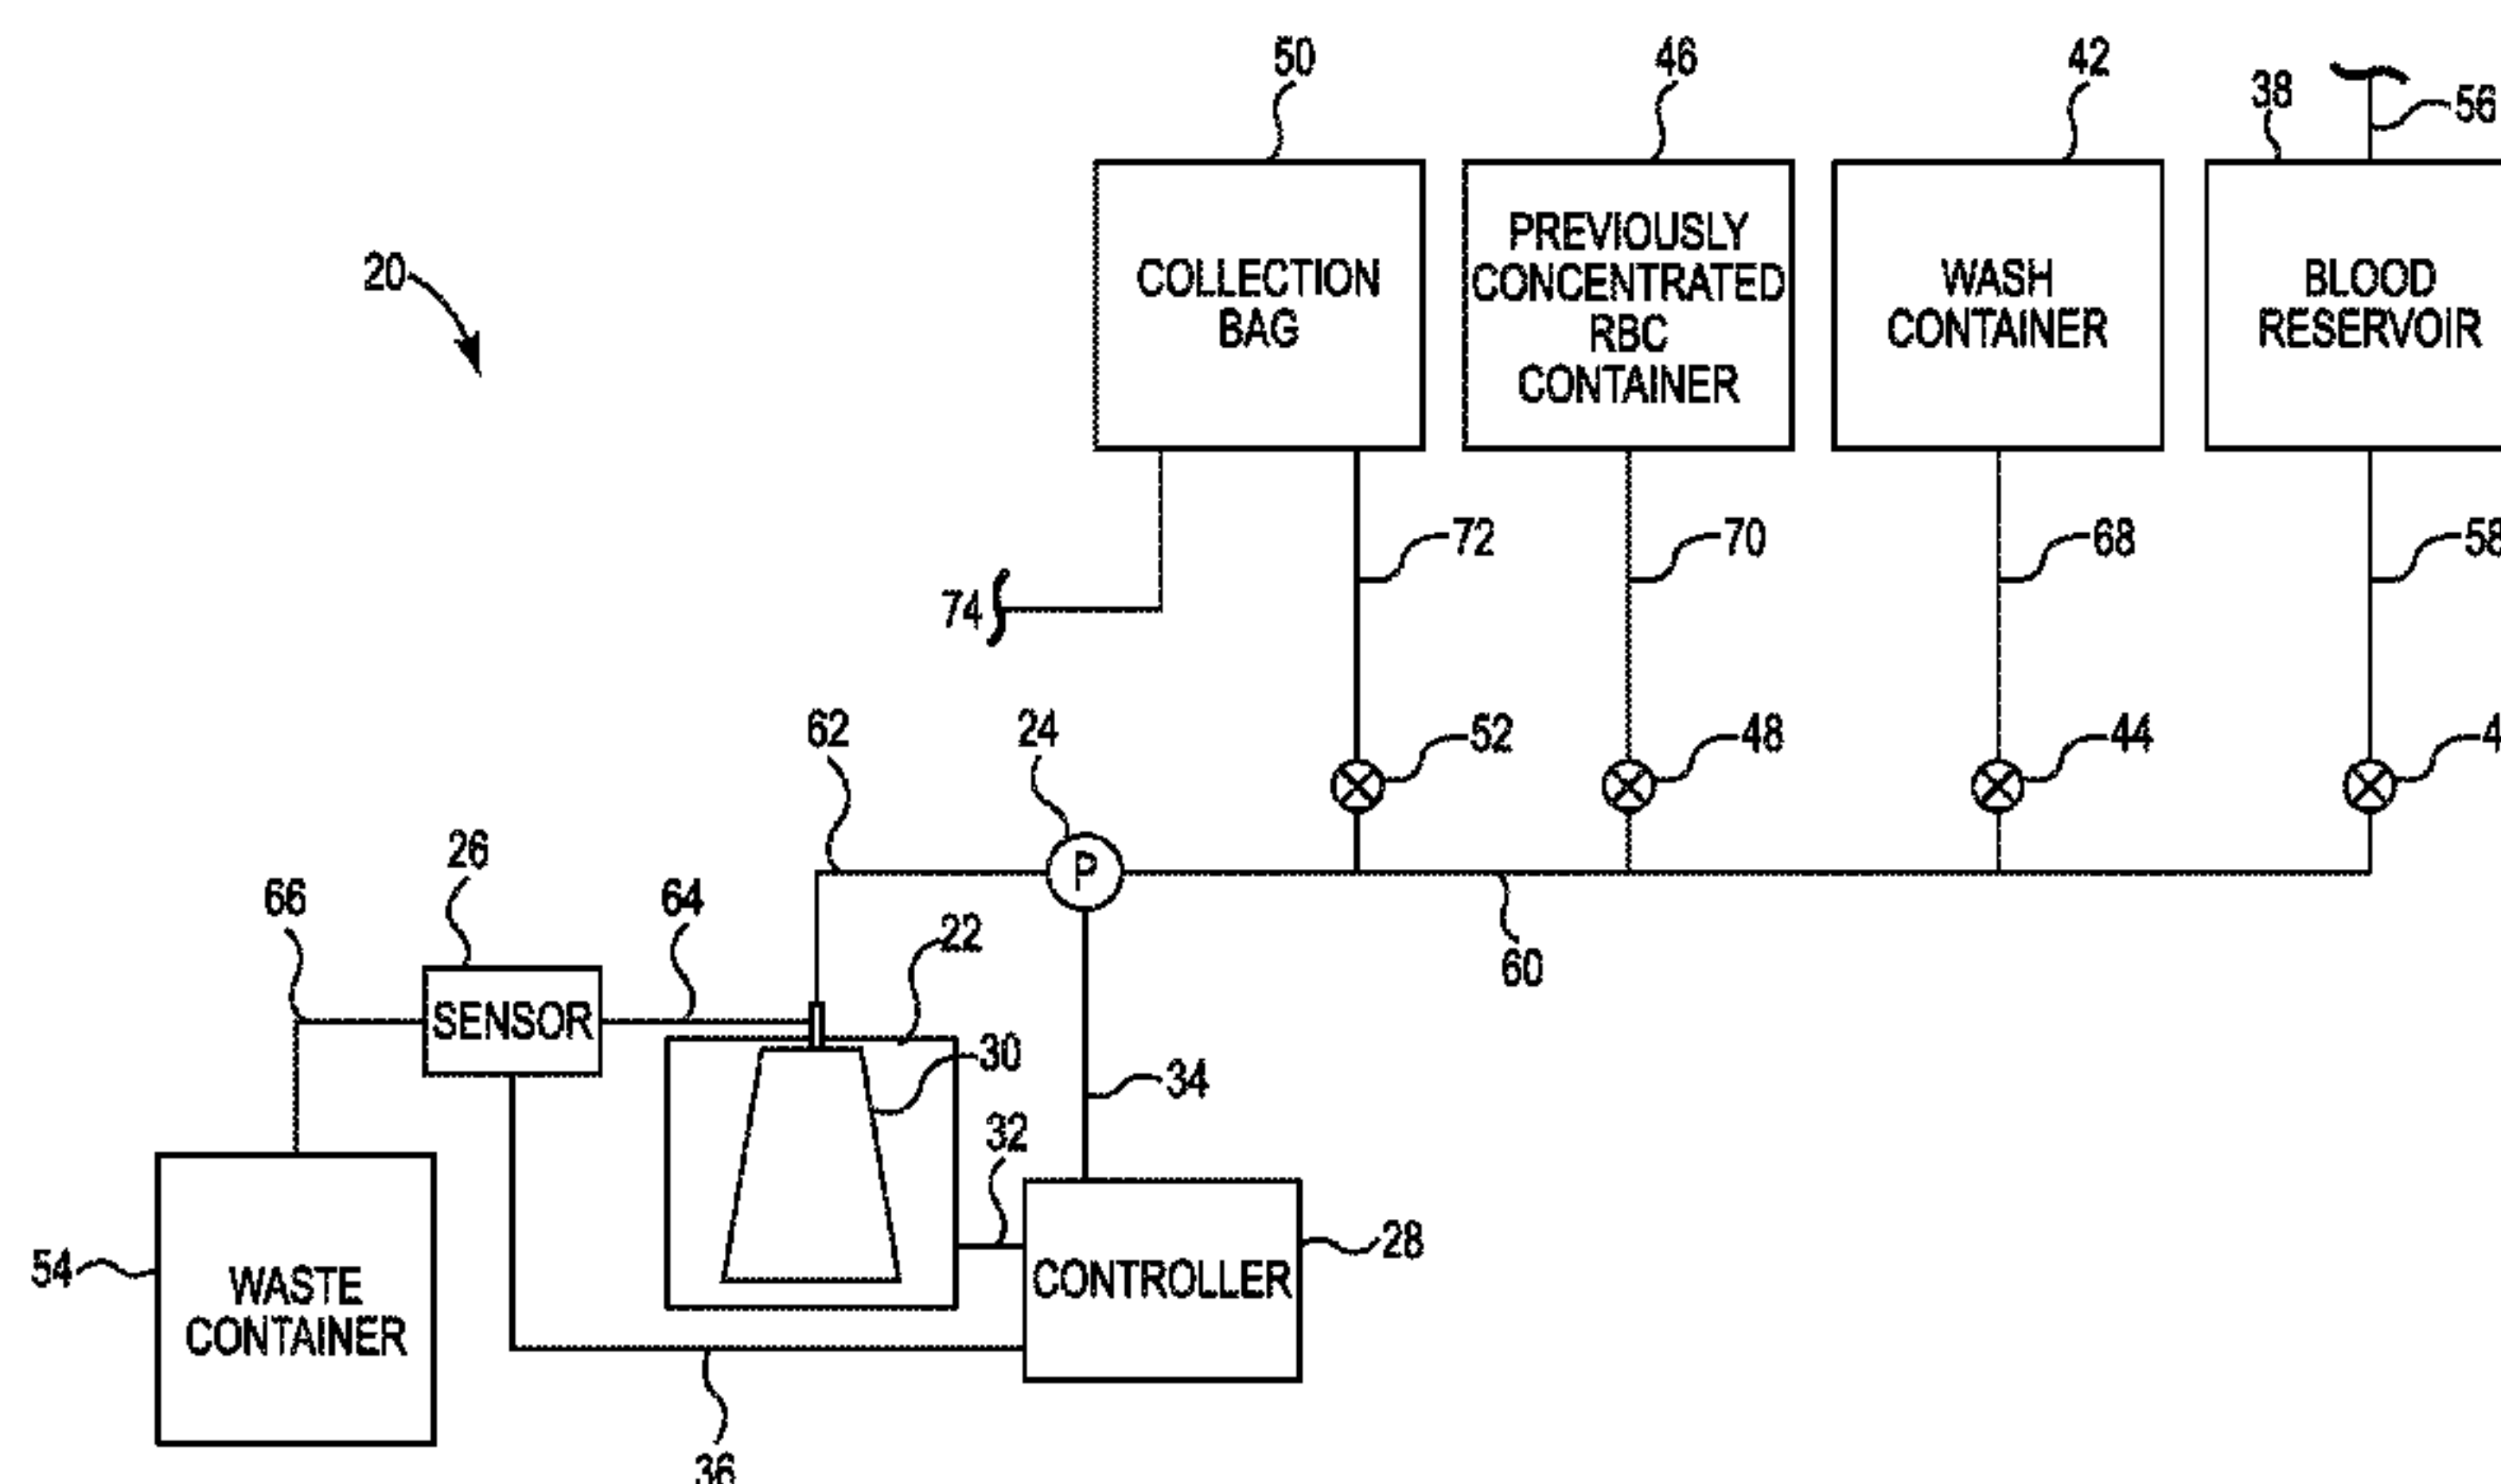 50
46
42
38
56
20
COLLECTION
BAG
PREVIOUSLY
CONCENTRATED
RBC
CONTAINER
WASH
CONTAINER
BLOOD
RESERVOIR
72
70
68
58
74
62
24
52
48
44
66
26
64
22
P
60
SENSOR
30
34
32
54
WASTE
CONTAINER
CONTROLLER
28
36